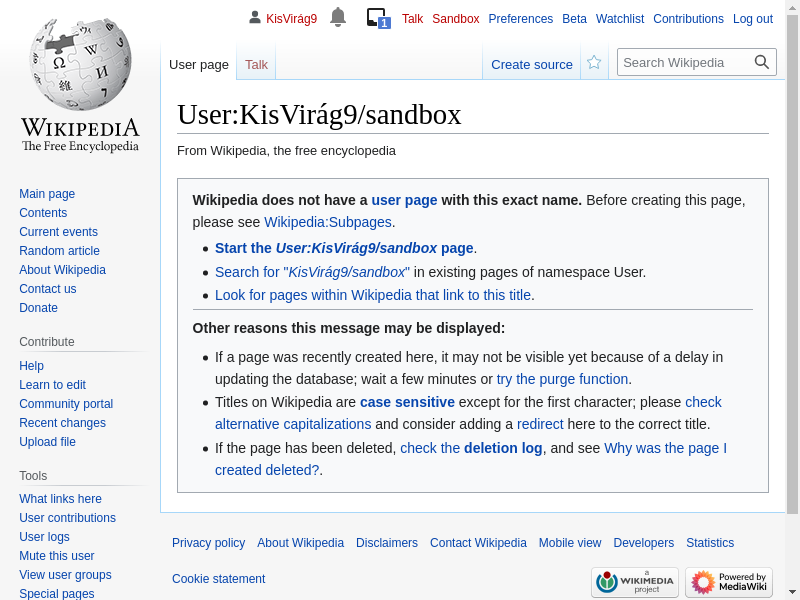 KisVirág9 1 Talk Sandbox Preferences Beta Watchlist Contributions Log out
User page Talk Create source Search Wikipedia
Ω W И 維 7
WIKIPEDIA
The Free Encyclopedia
User:KisVirág9/sandbox
From Wikipedia, the free encyclopedia
Wikipedia does not have a user page with this exact name. Before creating this page,
please see Wikipedia:Subpages.
• Start the User:KisVirág9/sandbox page.
• Search for "KisVirág9/sandbox" in existing pages of namespace User.
• Look for pages within Wikipedia that link to this title.
Other reasons this message may be displayed:
• If a page was recently created here, it may not be visible yet because of a delay in
updating the database; wait a few minutes or try the purge function.
• Titles on Wikipedia are case sensitive except for the first character; please check
alternative capitalizations and consider adding a redirect here to the correct title.
• If the page has been deleted, check the deletion log, and see Why was the page I
created deleted?.
Main page
Contents
Current events
Random article
About Wikipedia
Contact us
Donate
Contribute
Help
Learn to edit
Community portal
Recent changes
Upload file
Tools
What links here
User contributions
User logs
Mute this user
View user groups
Special pages
Privacy policy About Wikipedia Disclaimers Contact Wikipedia Mobile view Developers Statistics
Cookie statement
a
WIKIMEDIA
project
Powered by
MediaWiki